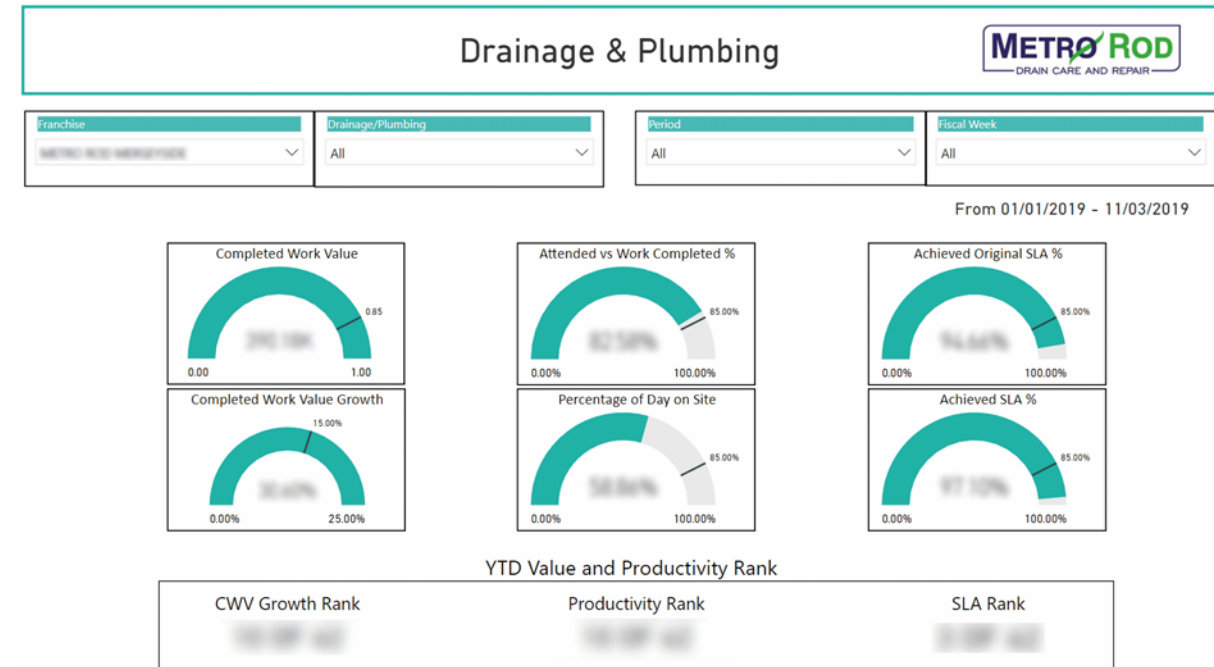 Drainage & Plumbing
METRO ROD
DRAIN CARE AND REPAIR
Franchise
Drainage/Plumbing
Period
Fiscal Week
All
All
All
From 01/01/2019 - 11/03/2019
Completed Work Value
0.85
0.00
1.00
Attended vs Work Completed %
85.00%
0.00%
100.00%
Achieved Original SLA %
85.00%
0.00%
100.00%
Completed Work Value Growth
15.00%
0.00%
25.00%
Percentage of Day on Site
85.00%
0.00%
100.00%
Achieved SLA %
85.00%
0.00%
100.00%
YTD Value and Productivity Rank
CWV Growth Rank
Productivity Rank
SLA Rank